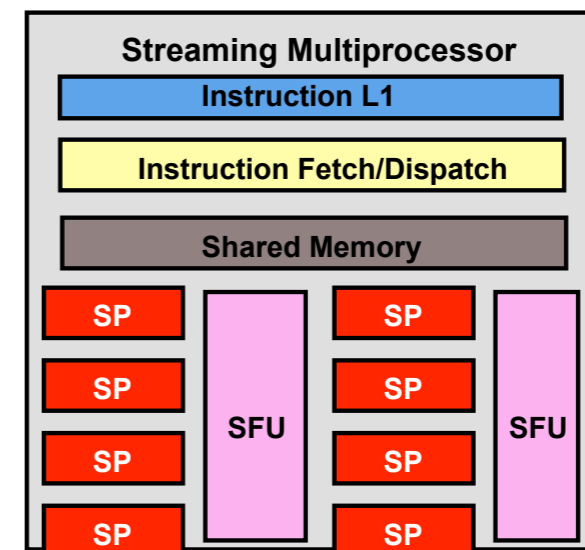 Streaming Multiprocessor
Instruction L1
Instruction Fetch/Dispatch
Shared Memory
SP
SP
SP
SP
SFU
SP
SP
SP
SP
SFU